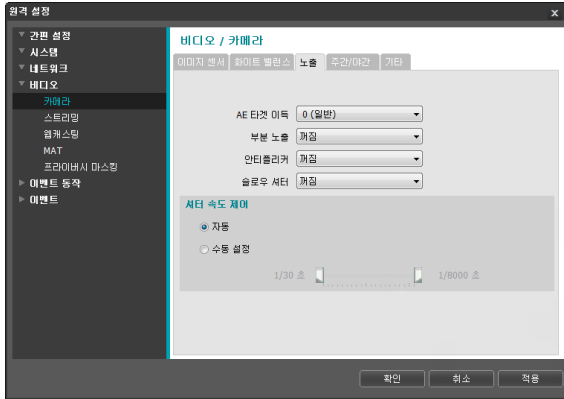 원격 설정
x
간편 설정
시스템
네트워크
비디오
카메라
스트리밍
웹캐스팅
MAT
프라이버시 마스킹
이벤트 동작
이벤트
비디오 / 카메라
이미지 센서 화이트 밸런스 노출 주간/야간 기타
AE 타겟 이득 0 (일반)
부분 노출 꺼짐
안티플리커 꺼짐
슬로우 셔터 꺼짐
셔터 속도 제어
자동
수동 설정
1/30 초 1/8000 초
확인 취소 적용